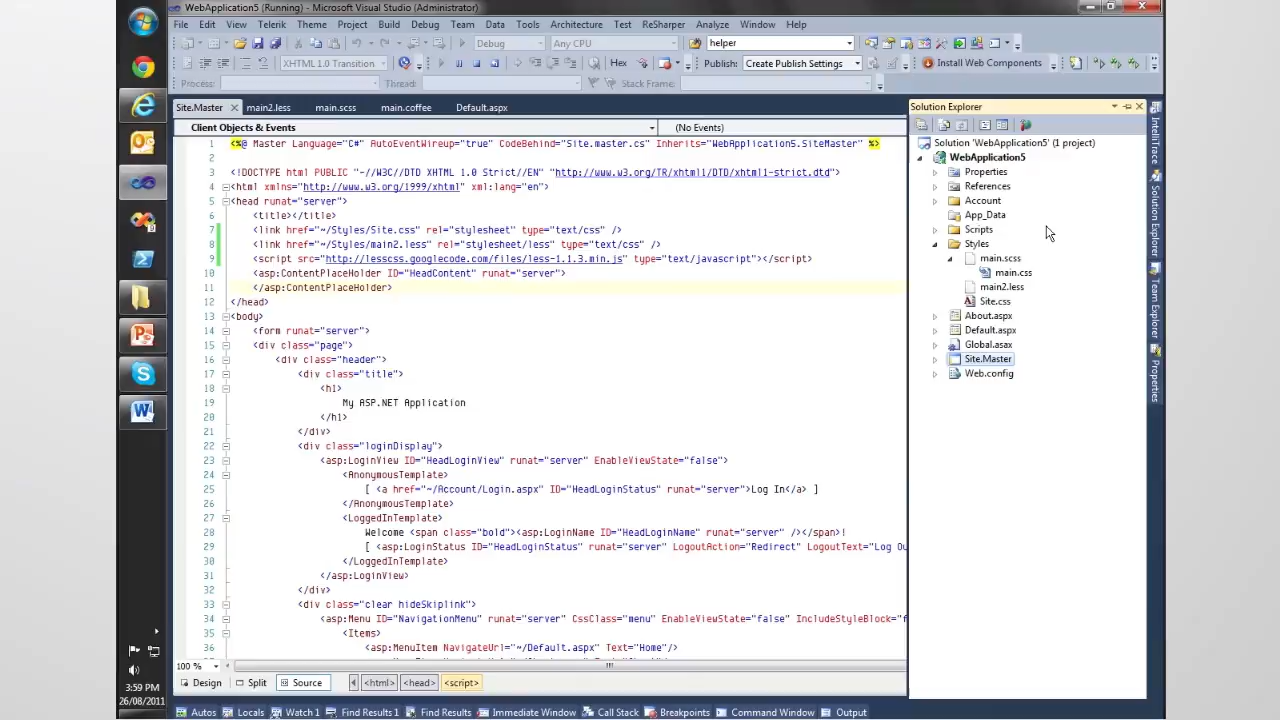 WebApplication5 (Running) - Microsoft Visual Studio (Administrator)
File Edit View Telerik Theme Project Build Debug Team Data Tools Architecture Test ReSharper Analyze Window Help
Debug Any CPU helper
XHTML 1.0 Transition Hex Publish: Create Publish Settings Install Web Components
Process: Thread: Stack Frame:
Site.Master main2.less main.scss main.coffee Default.aspx
Client Objects & Events (No Events)
1 <%@ Master Language="C#" AutoEventWireup="true" CodeBehind="Site.master.cs" Inherits="WebApplication5.SiteMaster" %>
2
3 <!DOCTYPE html PUBLIC "-//W3C//DTD XHTML 1.0 Strict//EN" "http://www.w3.org/TR/xhtml1/DTD/xhtml1-strict.dtd">
4 <html xmlns="http://www.w3.org/1999/xhtml" xml:lang="en">
5 <head runat="server">
6 <title></title>
7 <link href="~/Styles/Site.css" rel="stylesheet" type="text/css" />
8 <link href="~/Styles/main2.less" rel="stylesheet/less" type="text/css" />
9 <script src="http://lesscss.googlecode.com/files/less-1.1.3.min.js" type="text/javascript"></script>
10 <asp:ContentPlaceHolder ID="HeadContent" runat="server">
11 </asp:ContentPlaceHolder>
12 </head>
13 <body>
14 <form runat="server">
15 <div class="page">
16 <div class="header">
17 <div class="title">
18 <h1>
19 My ASP.NET Application
20 </h1>
21 </div>
22 <div class="loginDisplay">
23 <asp:LoginView ID="HeadLoginView" runat="server" EnableViewState="false">
24 <AnonymousTemplate>
25 [ <a href="~/Account/Login.aspx" ID="HeadLoginStatus" runat="server">Log In</a> ]
26 </AnonymousTemplate>
27 <LoggedInTemplate>
28 Welcome <span class="bold"><asp:LoginName ID="HeadLoginName" runat="server" /></span>!
29 [ <asp:LoginStatus ID="HeadLoginStatus" runat="server" LogoutAction="Redirect" LogoutText="Log Ou
30 </LoggedInTemplate>
31 </asp:LoginView>
32 </div>
33 <div class="clear hideSkiplink">
34 <asp:Menu ID="NavigationMenu" runat="server" CssClass="menu" EnableViewState="false" IncludeStyleBlock="f
35 <Items>
36 <asp:MenuItem NavigateUrl="~/Default.aspx" Text="Home"/>
100 %
Design Split Source <html> <head> <script>
Autos Locals Watch 1 Find Results 1 Find Results Immediate Window Call Stack Breakpoints Command Window Output
Solution Explorer
Solution 'WebApplication5' (1 project)
WebApplication5
Properties
References
Account
App_Data
Scripts
Styles
main.scss
main.css
main2.less
Site.css
About.aspx
Default.aspx
Global.asax
Site.Master
Web.config
IntelliTrace
Solution Explorer
Team Explorer
Properties
3:59 PM
26/08/2011